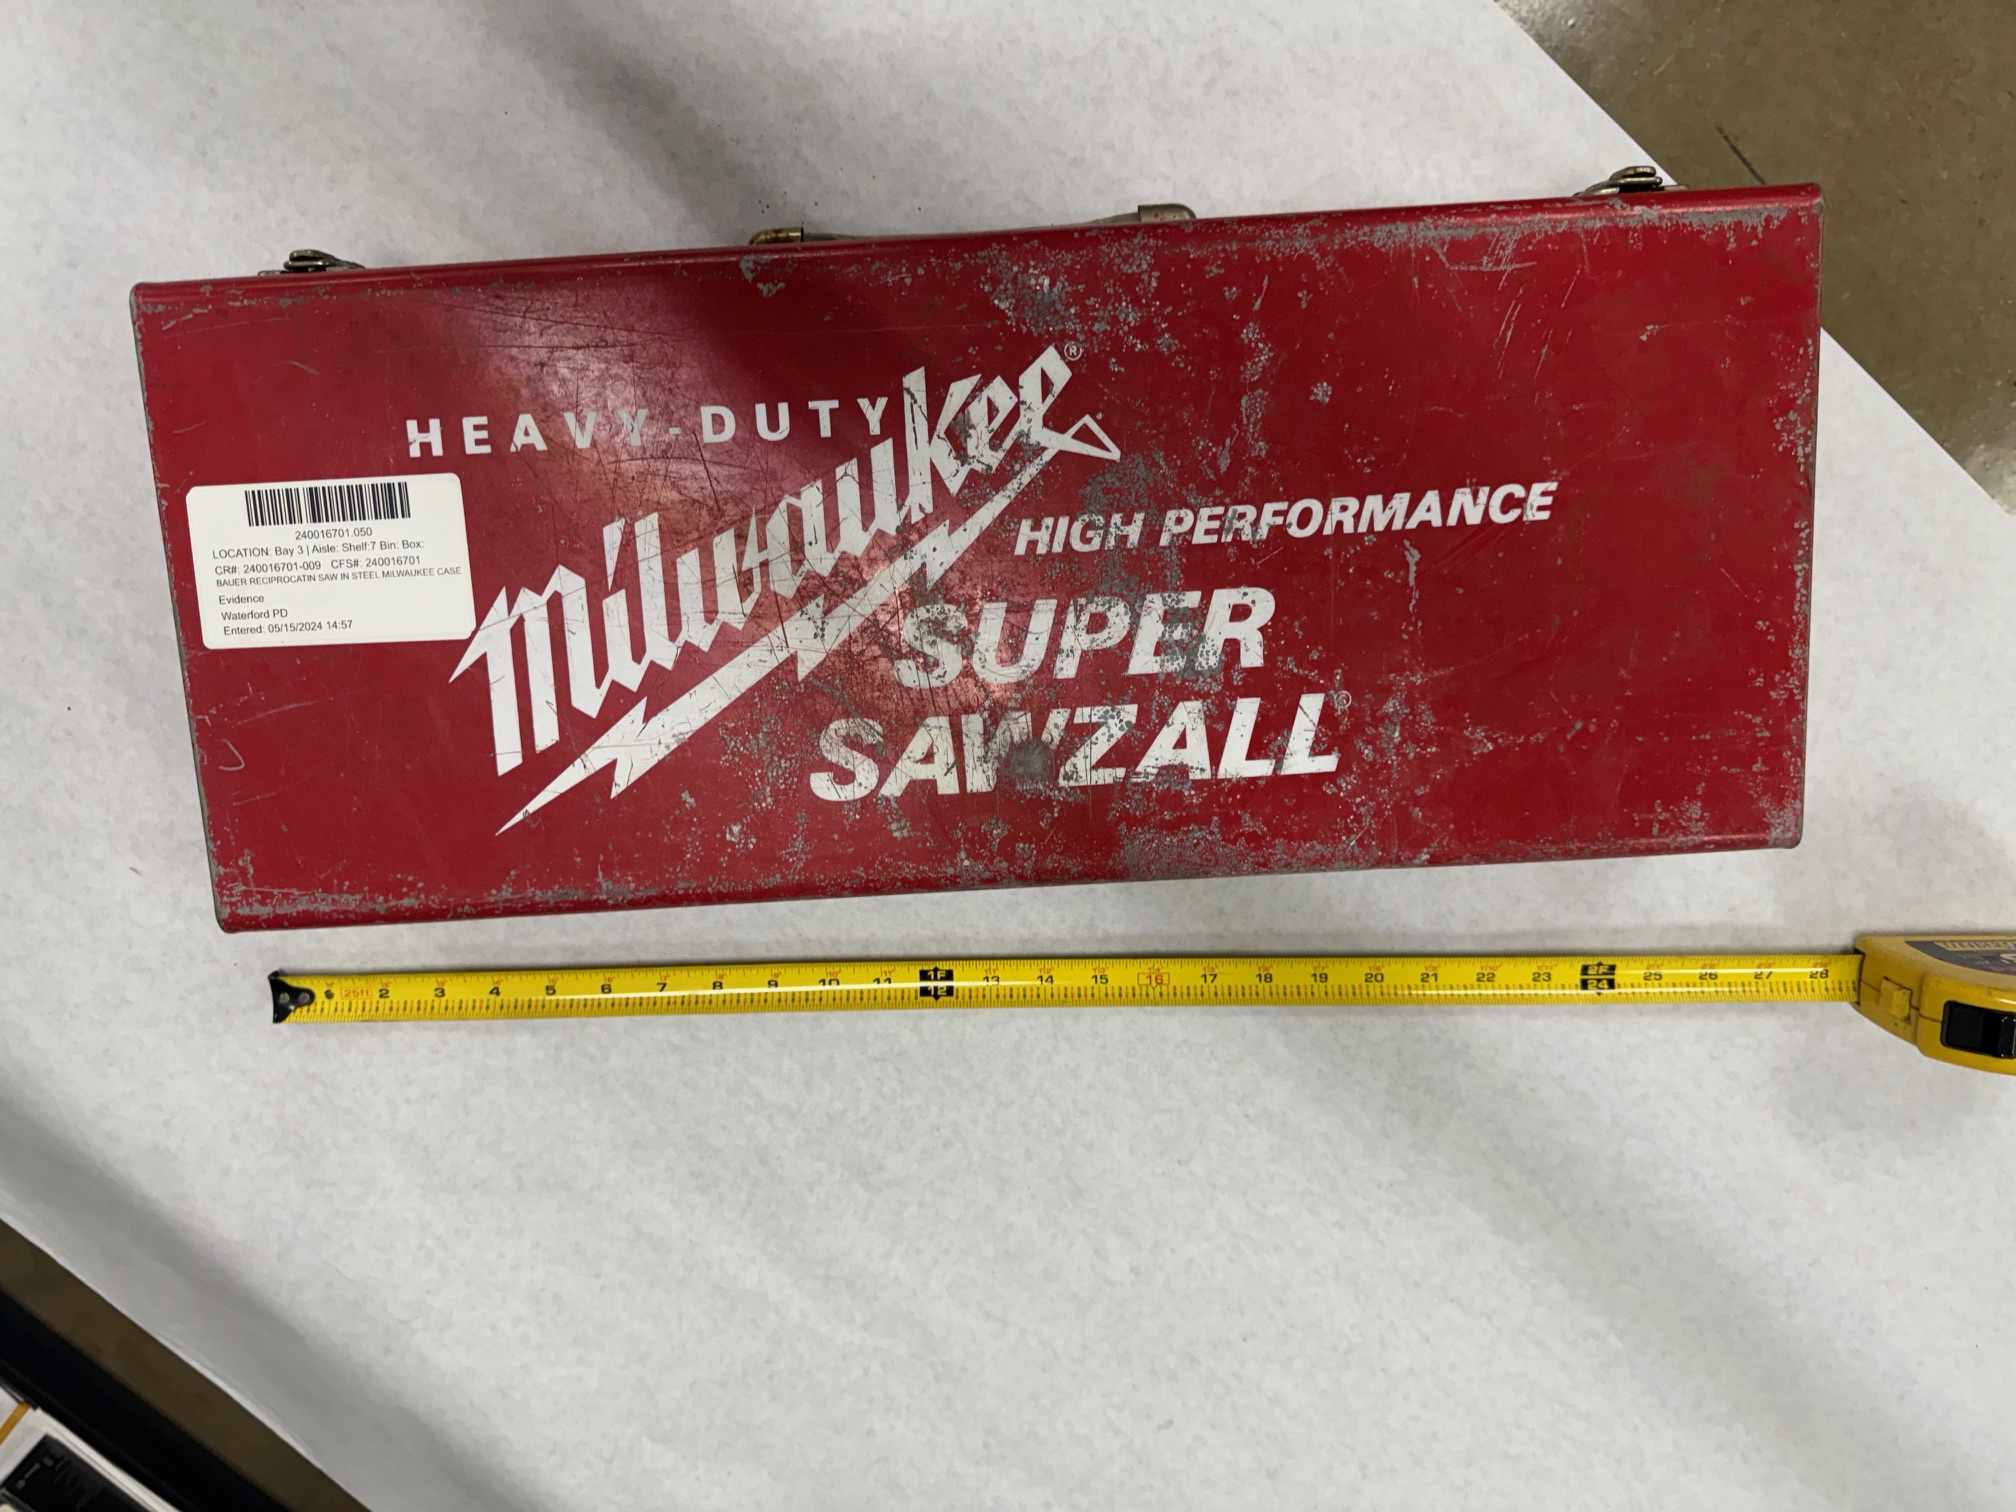 HEAVY-DUTY
Milwaukee®
HIGH PERFORMANCE
SUPER
SAWZALL®
240016701.050
LOCATION: Bay 3 | Aisle: Shelf:7 Bin: Box:
CR#: 240016701-009 CFS#: 240016701
BAUER RECIPROCATIN SAW IN STEEL MILWAUKEE CASE
Evidence
Waterford PD
Entered: 05/15/2024 14:57
1F 2F
25ft 2 3 4 5 6 7 8 9 10 11 12 13 14 15 16 17 18 19 20 21 22 23 24 25 26 27 28